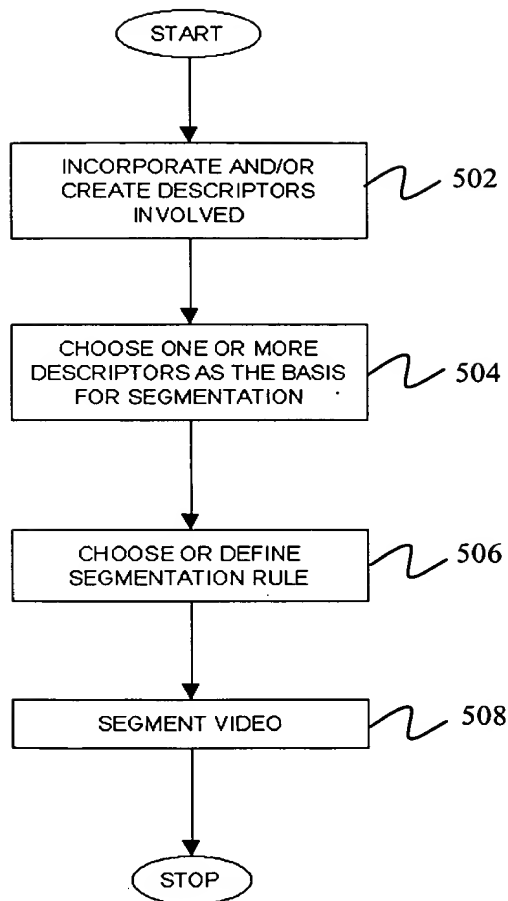 START
INCORPORATE AND/OR
CREATE DESCRIPTORS
INVOLVED
502
CHOOSE ONE OR MORE
DESCRIPTORS AS THE BASIS
FOR SEGMENTATION
504
CHOOSE OR DEFINE
SEGMENTATION RULE
506
SEGMENT VIDEO
508
STOP